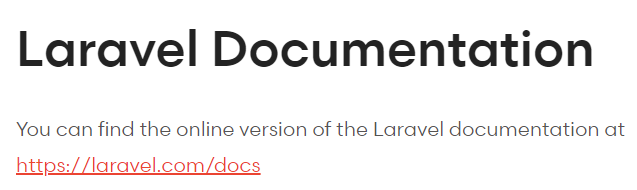 Laravel Documentation
You can find the online version of the Laravel documentation at
https://laravel.com/docs